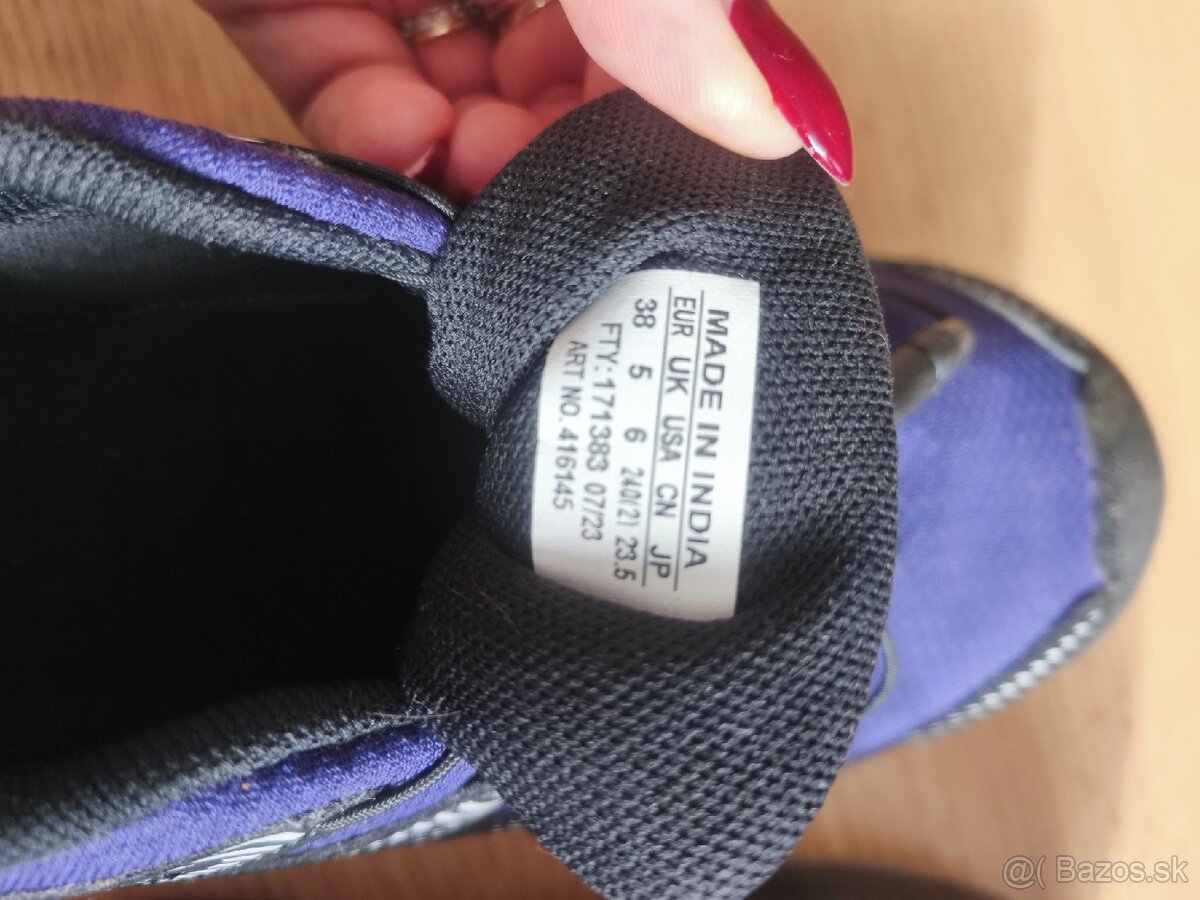 MADE IN INDIA
EUR UK USA CN JP
38 5 6 240(2) 23.5
FTY:171383 07/23
ART NO. 416145
@( Bazos.sk